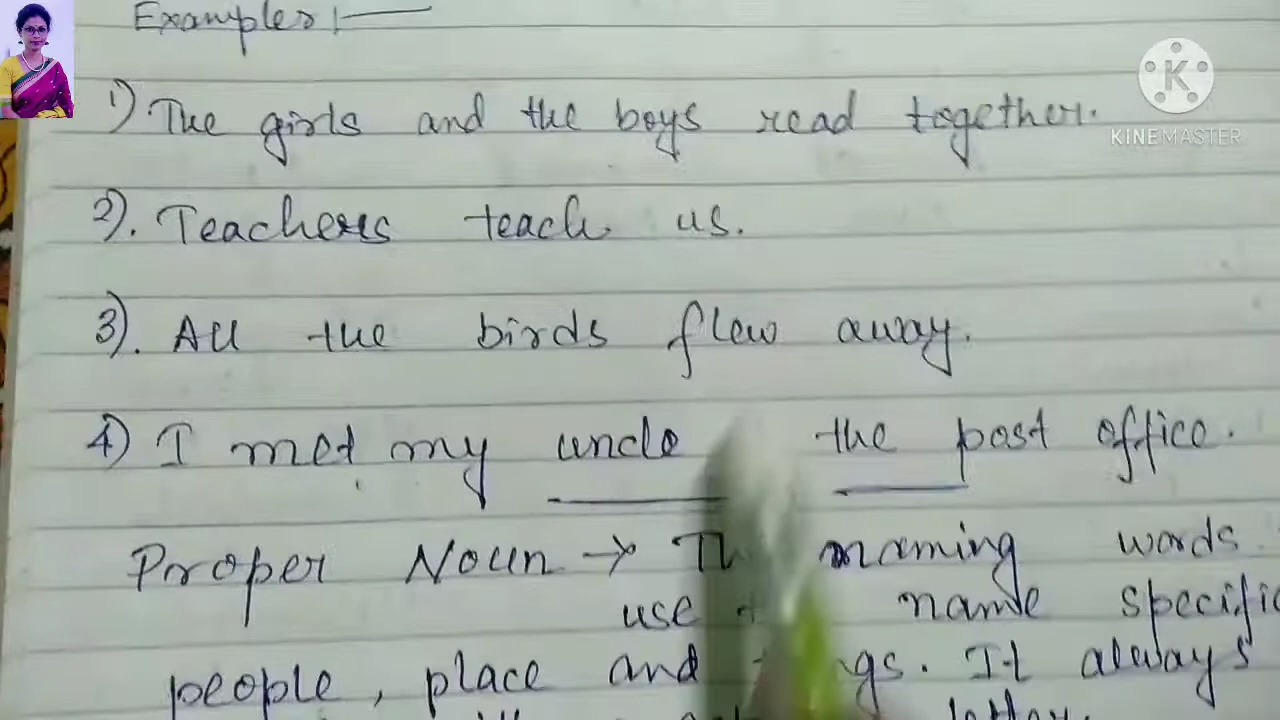 Examples :—
1) The girls and the boys read together.
2). Teachers teach us.
3). All the birds flew away.
4) I met my uncle the post office.
Proper Noun → naming words
use name specific
people, place and . It always
letter.
KINEMASTER